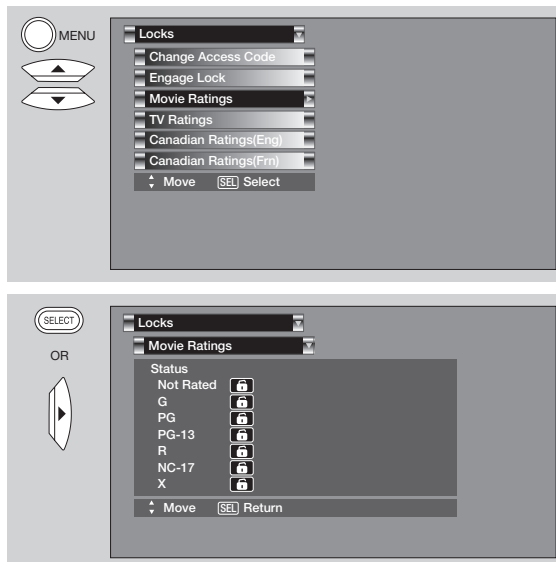 MENU
Locks
Change Access Code
Engage Lock
Movie Ratings
TV Ratings
Canadian Ratings(Eng)
Canadian Ratings(Frn)
Move SEL Select
SELECT
OR
Locks
Movie Ratings
Status
Not Rated
G
PG
PG-13
R
NC-17
X
Move SEL Return